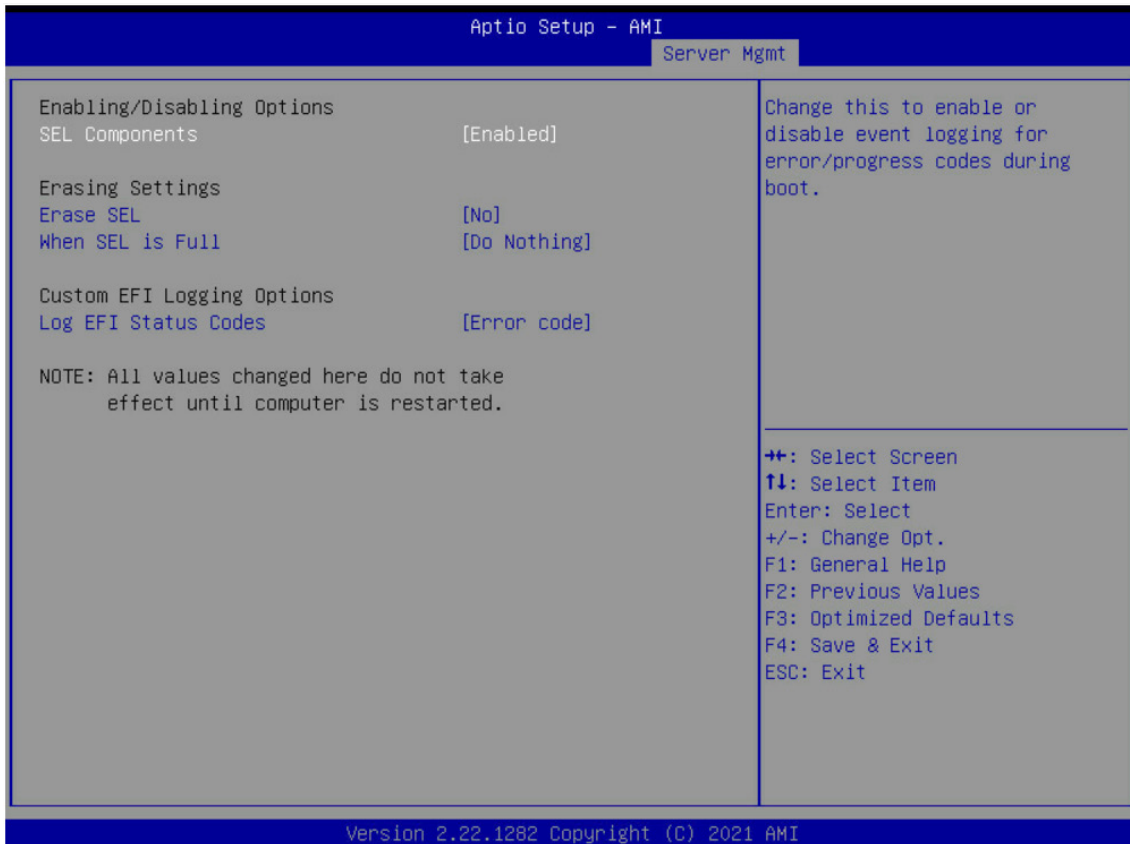 Aptio Setup – AMI
Server Mgmt
Enabling/Disabling Options
SEL Components [Enabled]
Erasing Settings
Erase SEL [No]
When SEL is Full [Do Nothing]
Custom EFI Logging Options
Log EFI Status Codes [Error code]
NOTE: All values changed here do not take
effect until computer is restarted.
Change this to enable or
disable event logging for
error/progress codes during
boot.
→←: Select Screen
↑↓: Select Item
Enter: Select
+/-: Change Opt.
F1: General Help
F2: Previous Values
F3: Optimized Defaults
F4: Save & Exit
ESC: Exit
Version 2.22.1282 Copyright (C) 2021 AMI